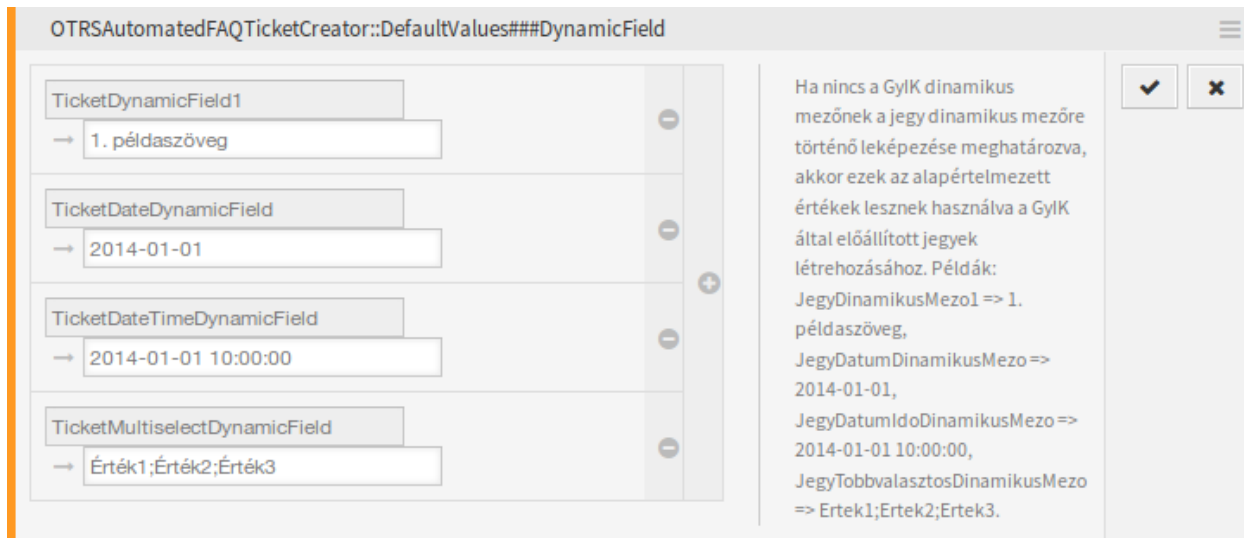 OTRSAutomatedFAQTicketCreator::DefaultValues###DynamicField
TicketDynamicField1
→ 1. példaszöveg
TicketDateDynamicField
→ 2014-01-01
TicketDateTimeDynamicField
→ 2014-01-01 10:00:00
TicketMultiselectDynamicField
→ Érték1;Érték2;Érték3
Ha nincs a GyIK dinamikus
mezőnek a jegy dinamikus mezőre
történő leképezése meghatározva,
akkor ezek az alapértelmezett
értékek lesznek használva a GyIK
által előállított jegyek
létrehozásához. Példák:
JegyDinamikusMezo1 => 1.
példaszöveg,
JegyDatumDinamikusMezo =>
2014-01-01,
JegyDatumIdoDinamikusMezo =>
2014-01-01 10:00:00,
JegyTobbvalasztosDinamikusMezo
=> Ertek1;Ertek2;Ertek3.